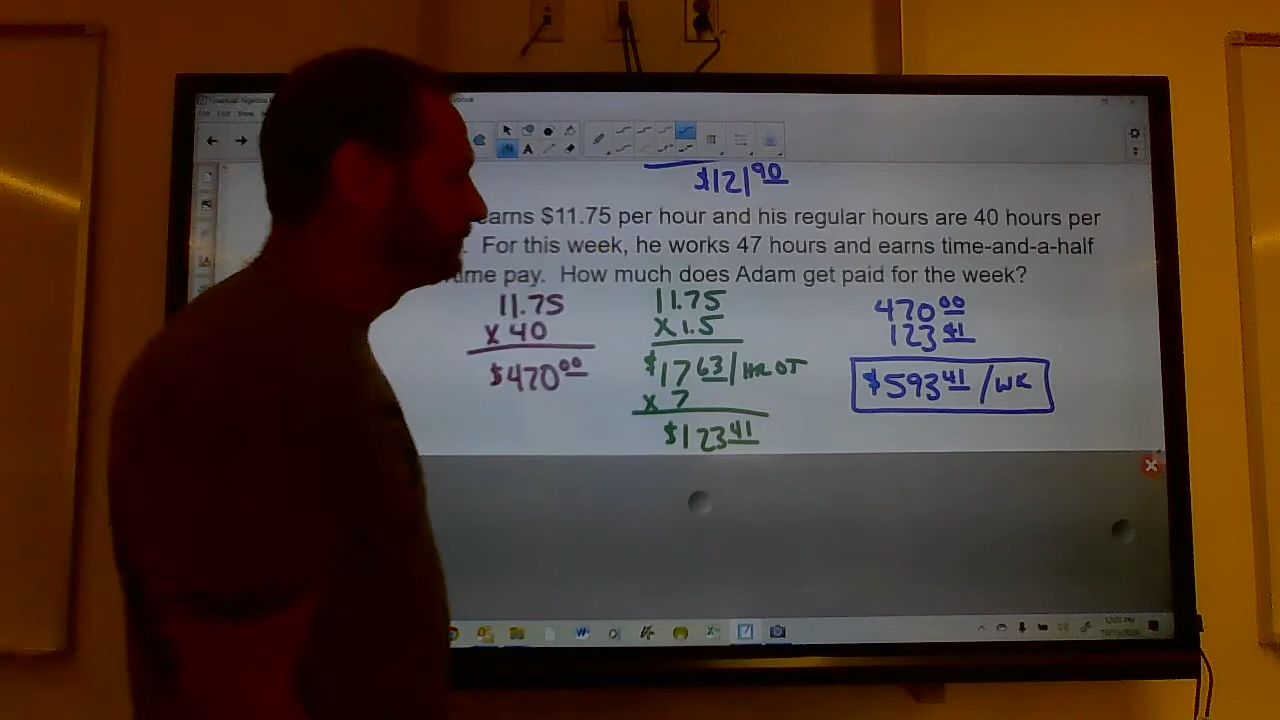 Financial Algebra
$121 90
earns $11.75 per hour and his regular hours are 40 hours per
. For this week, he works 47 hours and earns time-and-a-half
time pay. How much does Adam get paid for the week?
11.75
X 40
$470 00
11.75
X 1.5
$17 63/HR OT
X 7
$123 41
470 00
123 41
$593 41/WK